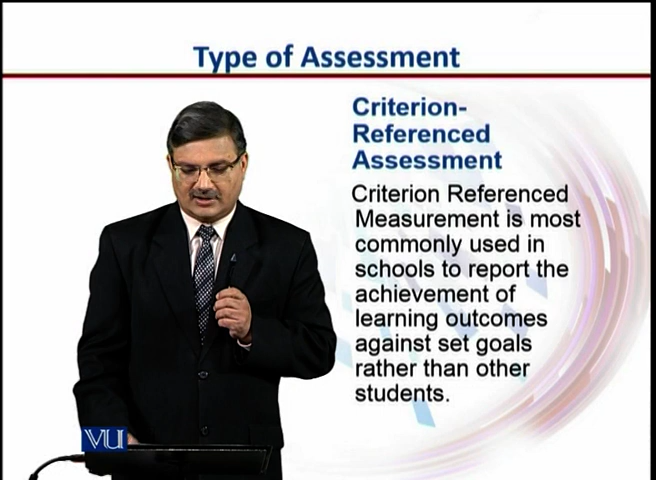 Type of Assessment
Criterion-
Referenced
Assessment
Criterion Referenced
Measurement is most
commonly used in
schools to report the
achievement of
learning outcomes
against set goals
rather than other
students.
VU